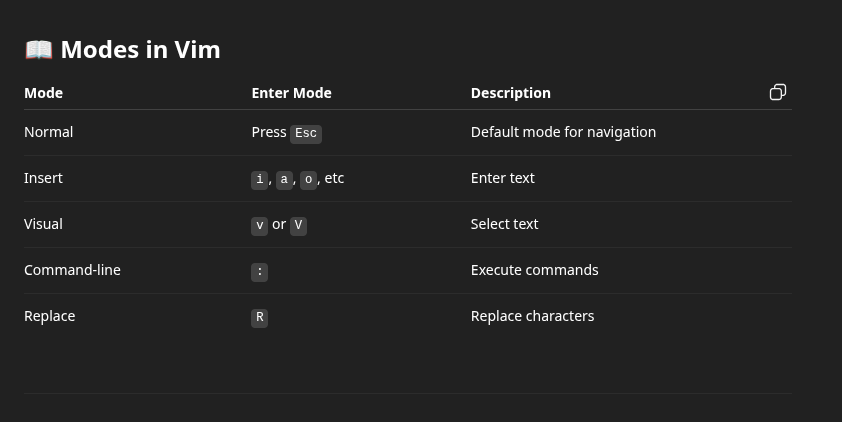 📖 Modes in Vim
Mode Enter Mode Description
Normal Press Esc Default mode for navigation
Insert i, a, o, etc Enter text
Visual v or V Select text
Command-line : Execute commands
Replace R Replace characters